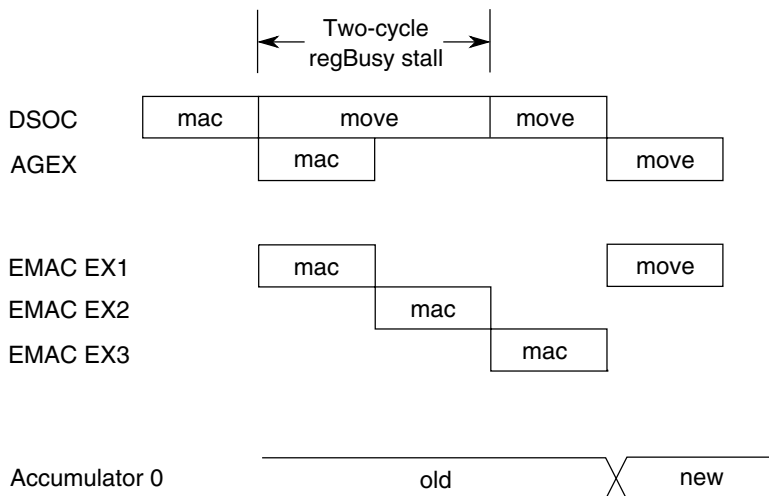 Two-cycle
regBusy stall
DSOC mac move move
AGEX mac move
EMAC EX1 mac move
EMAC EX2 mac
EMAC EX3 mac
Accumulator 0 old new